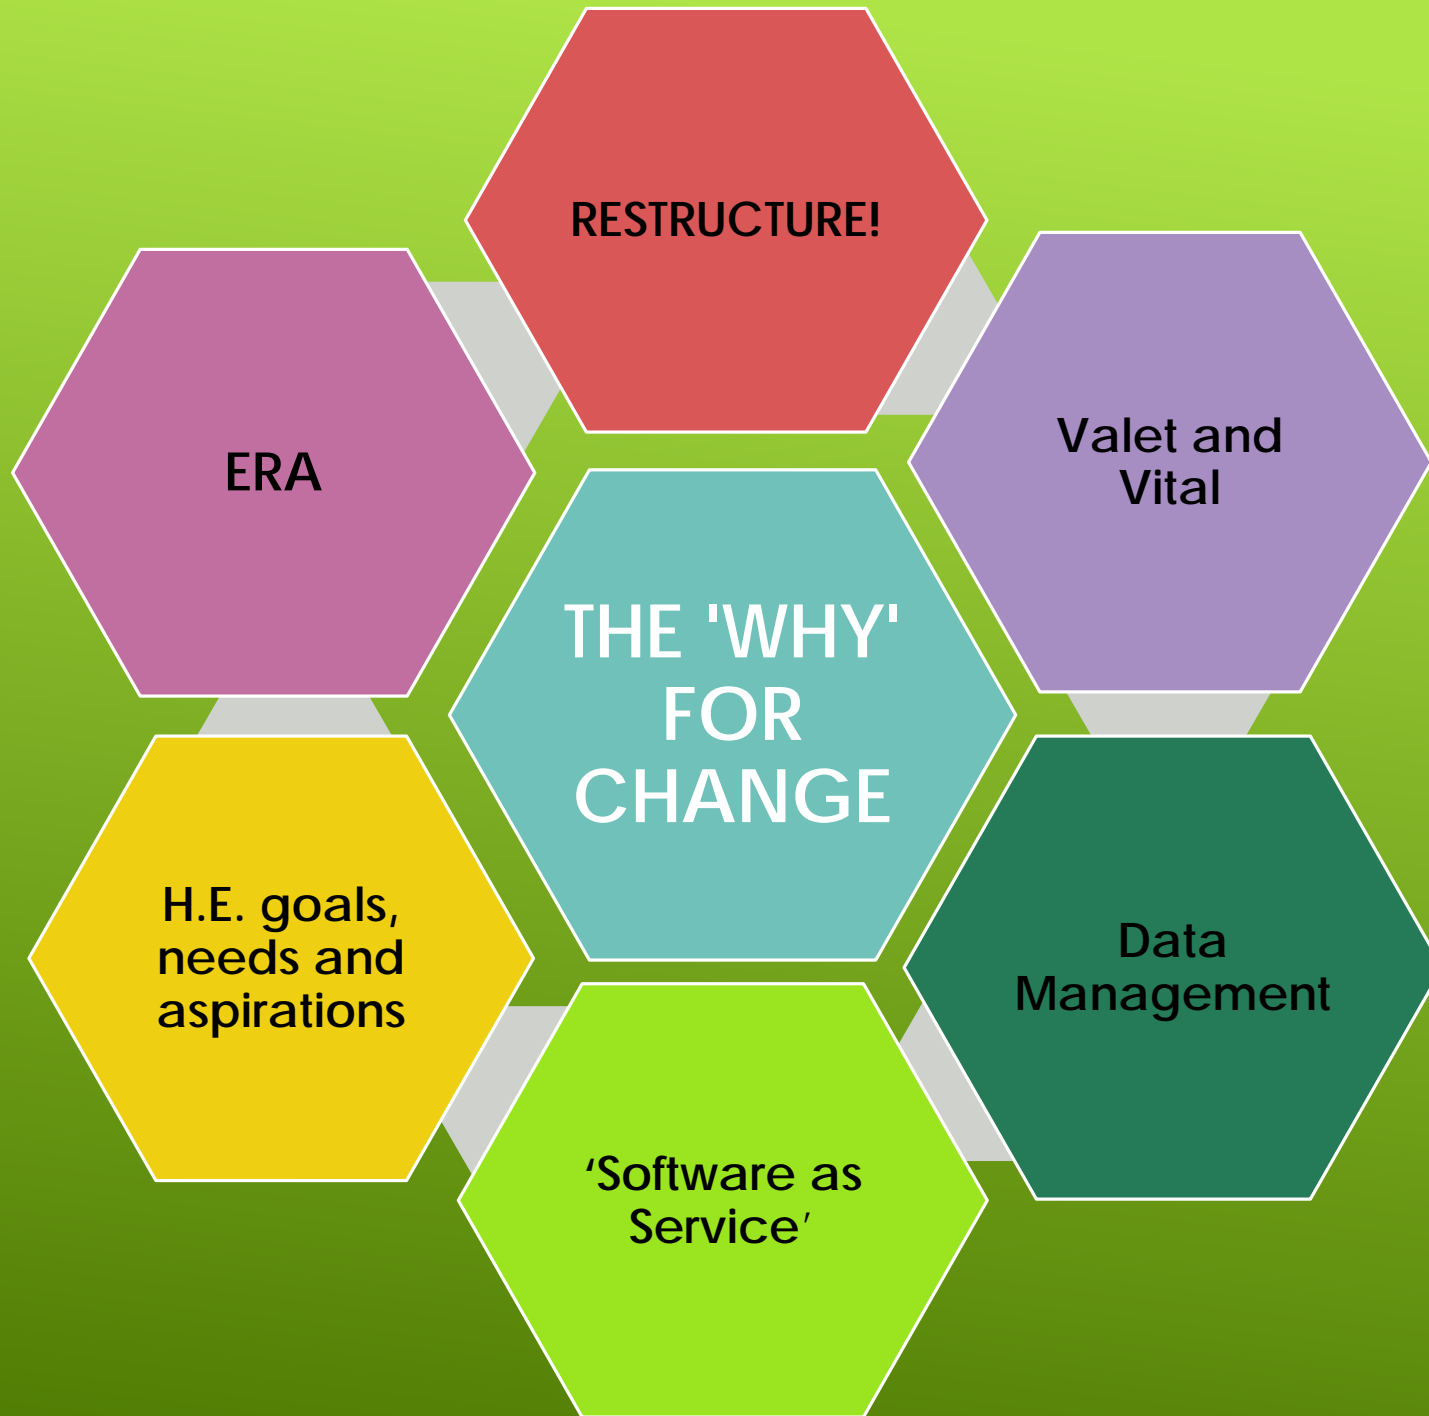 RESTRUCTURE!
Valet and
Vital
ERA
THE 'WHY'
FOR
CHANGE
H.E. goals,
needs and
aspirations
Data
Management
‘Software as
Service’